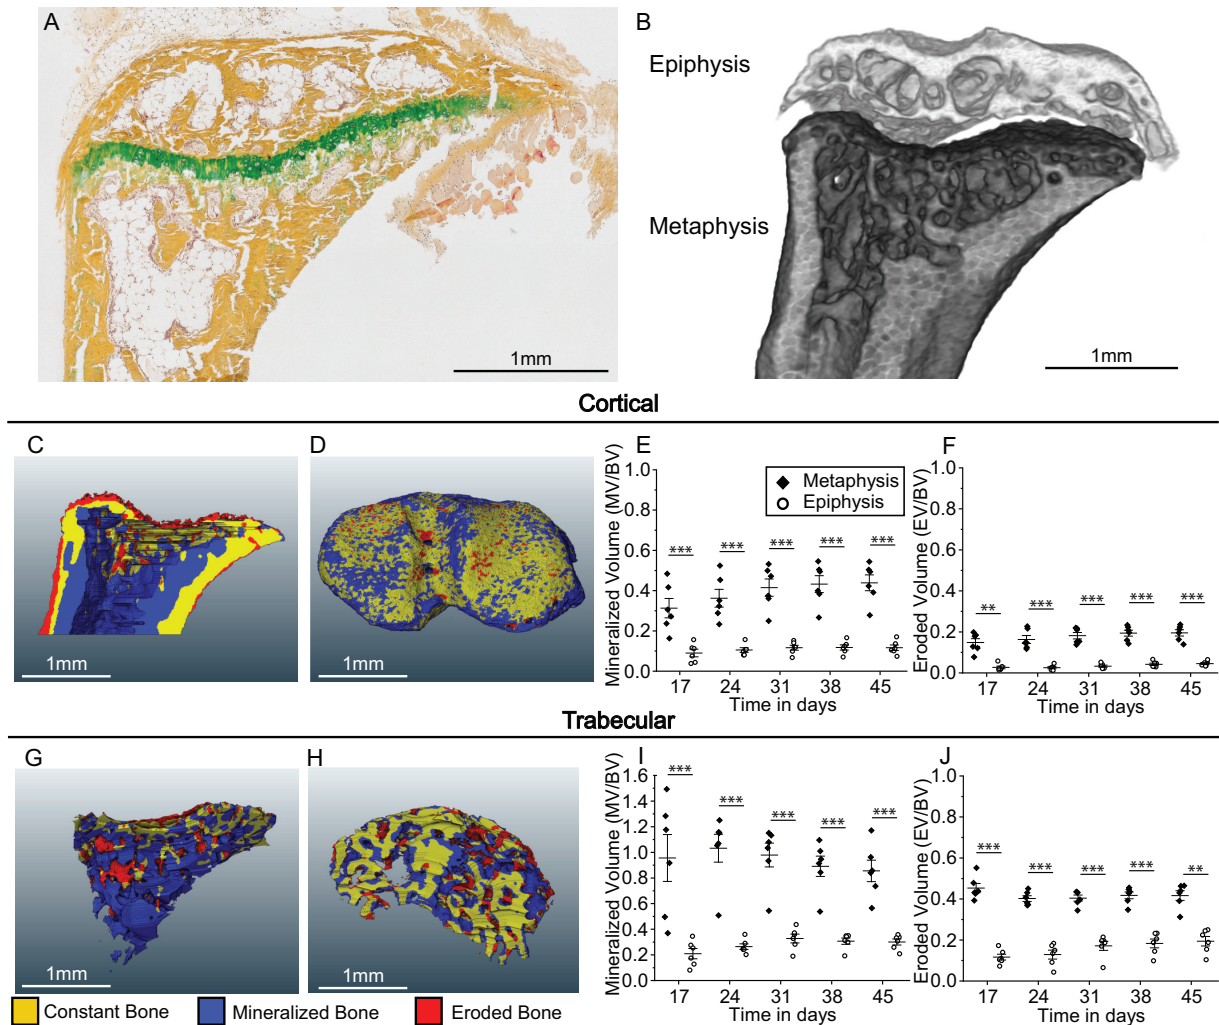 A
B
Epiphysis
Metaphysis
1mm
1mm
Cortical
C
D
E
F
1mm
1mm
Mineralized Volume (MV/BV)
1.0
0.8
0.6
0.4
0.2
0.0
Metaphysis
Epiphysis
*** *** *** *** ***
17 24 31 38 45
Time in days
Eroded Volume (EV/BV)
1.0
0.8
0.6
0.4
0.2
0.0
** *** *** *** ***
17 24 31 38 45
Time in days
Trabecular
G
H
I
J
1mm
1mm
Mineralized Volume (MV/BV)
1.6
1.4
1.2
1.0
0.8
0.6
0.4
0.2
0.0
*** *** *** *** ***
17 24 31 38 45
Time in days
Eroded Volume (EV/BV)
1.0
0.8
0.6
0.4
0.2
0.0
*** *** *** *** **
17 24 31 38 45
Time in days
Constant Bone
Mineralized Bone
Eroded Bone